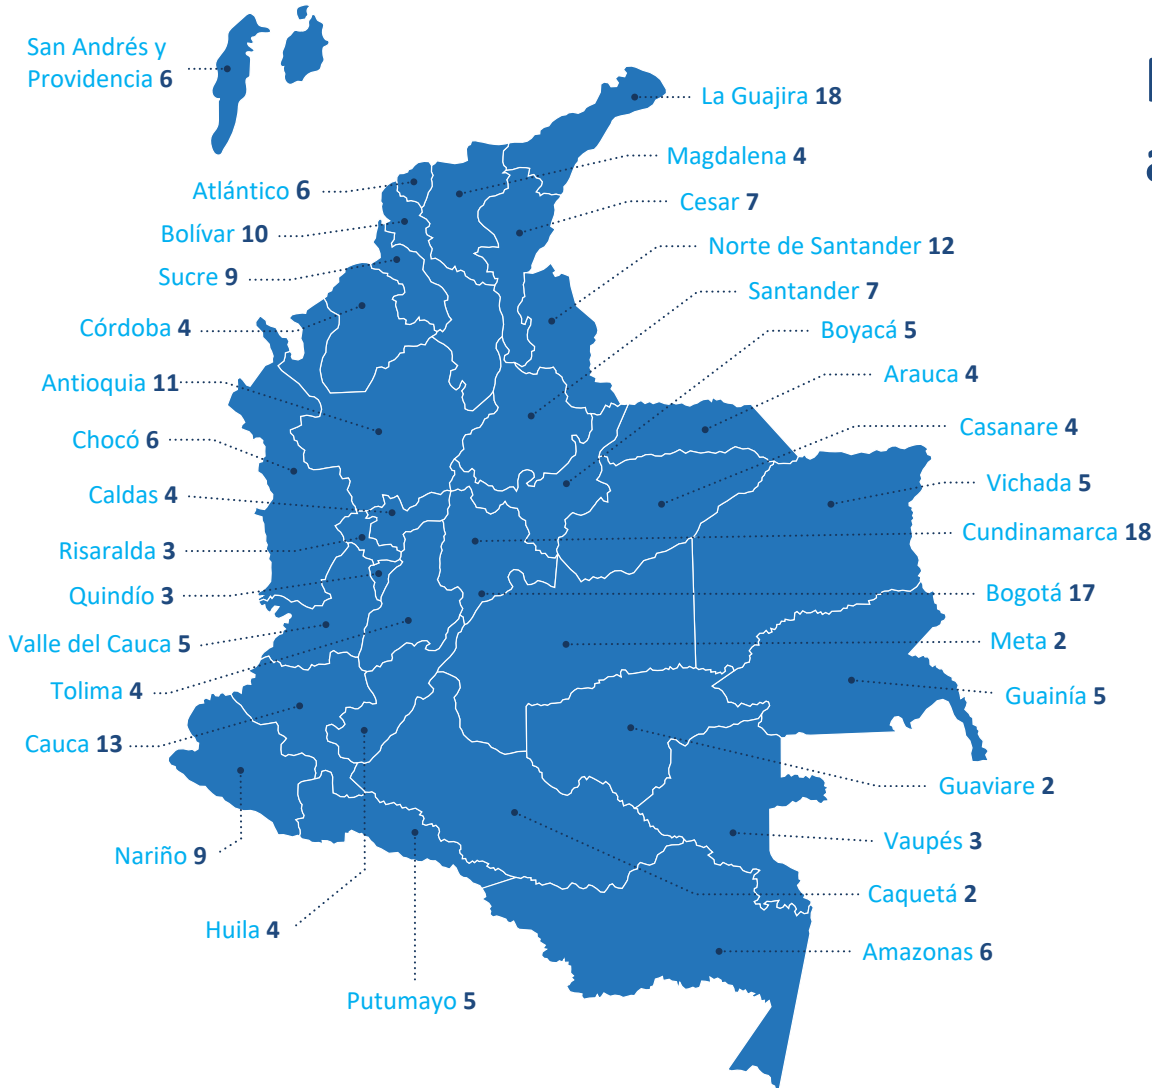 San Andrés y
Providencia 6
La Guajira 18
Magdalena 4
Atlántico 6
Cesar 7
Bolívar 10
Norte de Santander 12
Sucre 9
Santander 7
Córdoba 4
Boyacá 5
Antioquia 11
Arauca 4
Chocó 6
Casanare 4
Caldas 4
Vichada 5
Risaralda 3
Cundinamarca 18
Quindío 3
Bogotá 17
Valle del Cauca 5
Meta 2
Tolima 4
Guainía 5
Cauca 13
Guaviare 2
Nariño 9
Vaupés 3
Caquetá 2
Huila 4
Amazonas 6
Putumayo 5